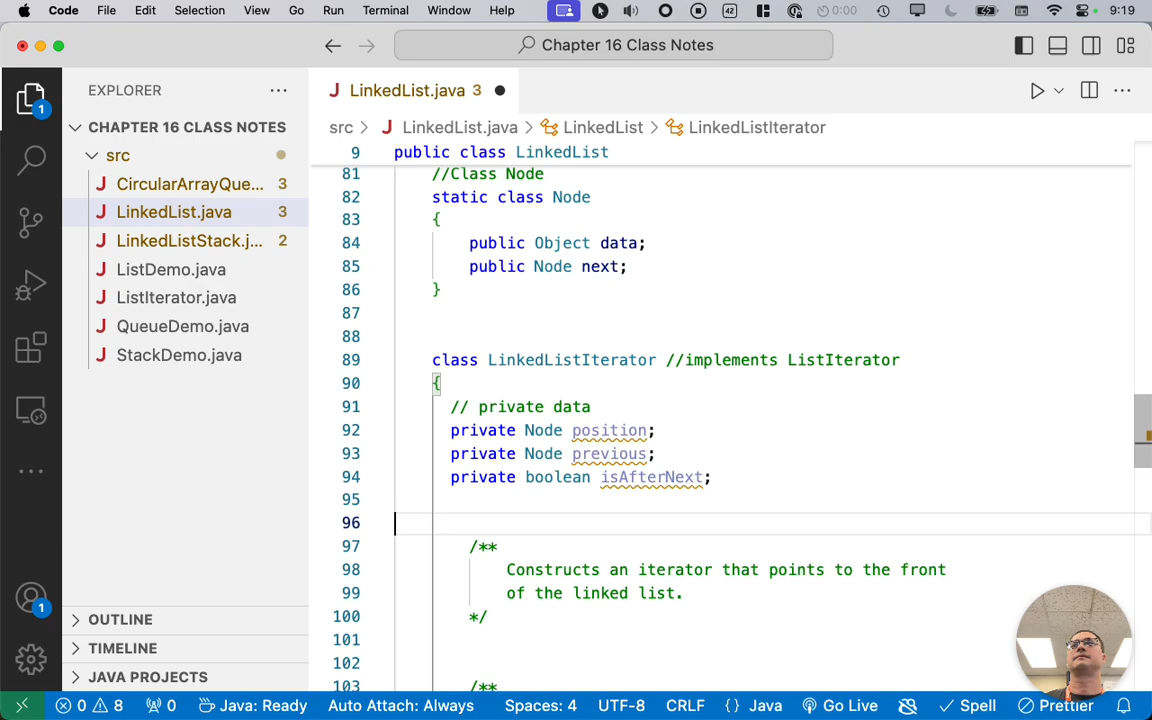 Code File Edit Selection View Go Run Terminal Window Help 42 0:00 9:19
Chapter 16 Class Notes
EXPLORER
LinkedList.java 3
CHAPTER 16 CLASS NOTES
src > LinkedList.java > LinkedList > LinkedListIterator
src
CircularArrayQue... 3
LinkedList.java 3
LinkedListStack.j... 2
ListDemo.java
ListIterator.java
QueueDemo.java
StackDemo.java
OUTLINE
TIMELINE
JAVA PROJECTS
1
1
9 public class LinkedList
81 //Class Node
82 static class Node
83 {
84 public Object data;
85 public Node next;
86 }
87
88
89 class LinkedListIterator //implements ListIterator
90 {
91 // private data
92 private Node position;
93 private Node previous;
94 private boolean isAfterNext;
95
96
97 /**
98 Constructs an iterator that points to the front
99 of the linked list.
100 */
101
102
103 /**
0 8 0 Java: Ready Auto Attach: Always Spaces: 4 UTF-8 CRLF {} Java Go Live Spell Prettier